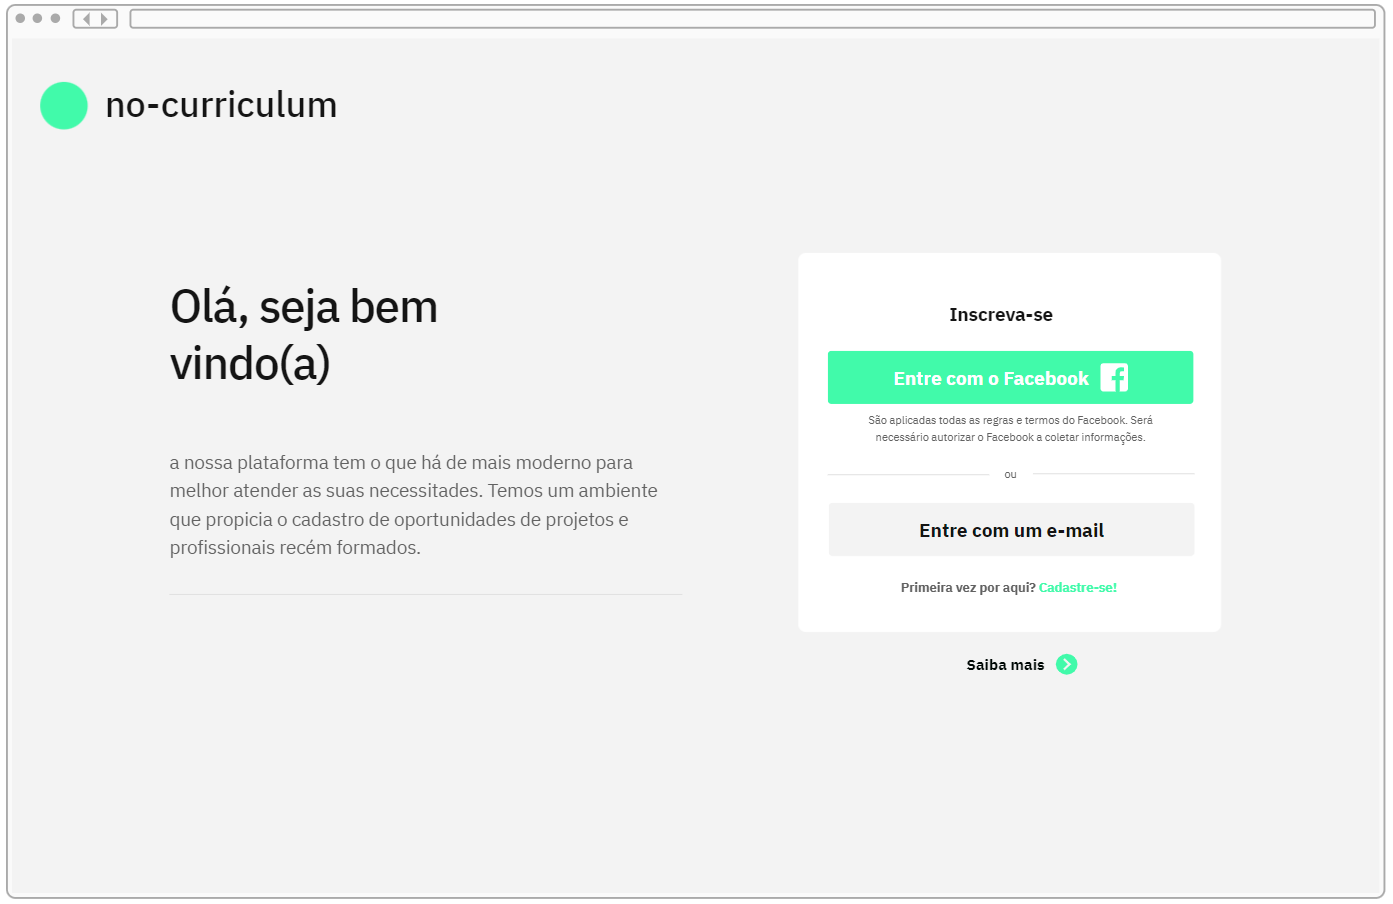 no-curriculum
Olá, seja bem
vindo(a)
a nossa plataforma tem o que há de mais moderno para
melhor atender as suas necessitades. Temos um ambiente
que propicia o cadastro de oportunidades de projetos e
profissionais recém formados.
Inscreva-se
Entre com o Facebook
São aplicadas todas as regras e termos do Facebook. Será
necessário autorizar o Facebook a coletar informações.
ou
Entre com um e-mail
Primeira vez por aqui? Cadastre-se!
Saiba mais